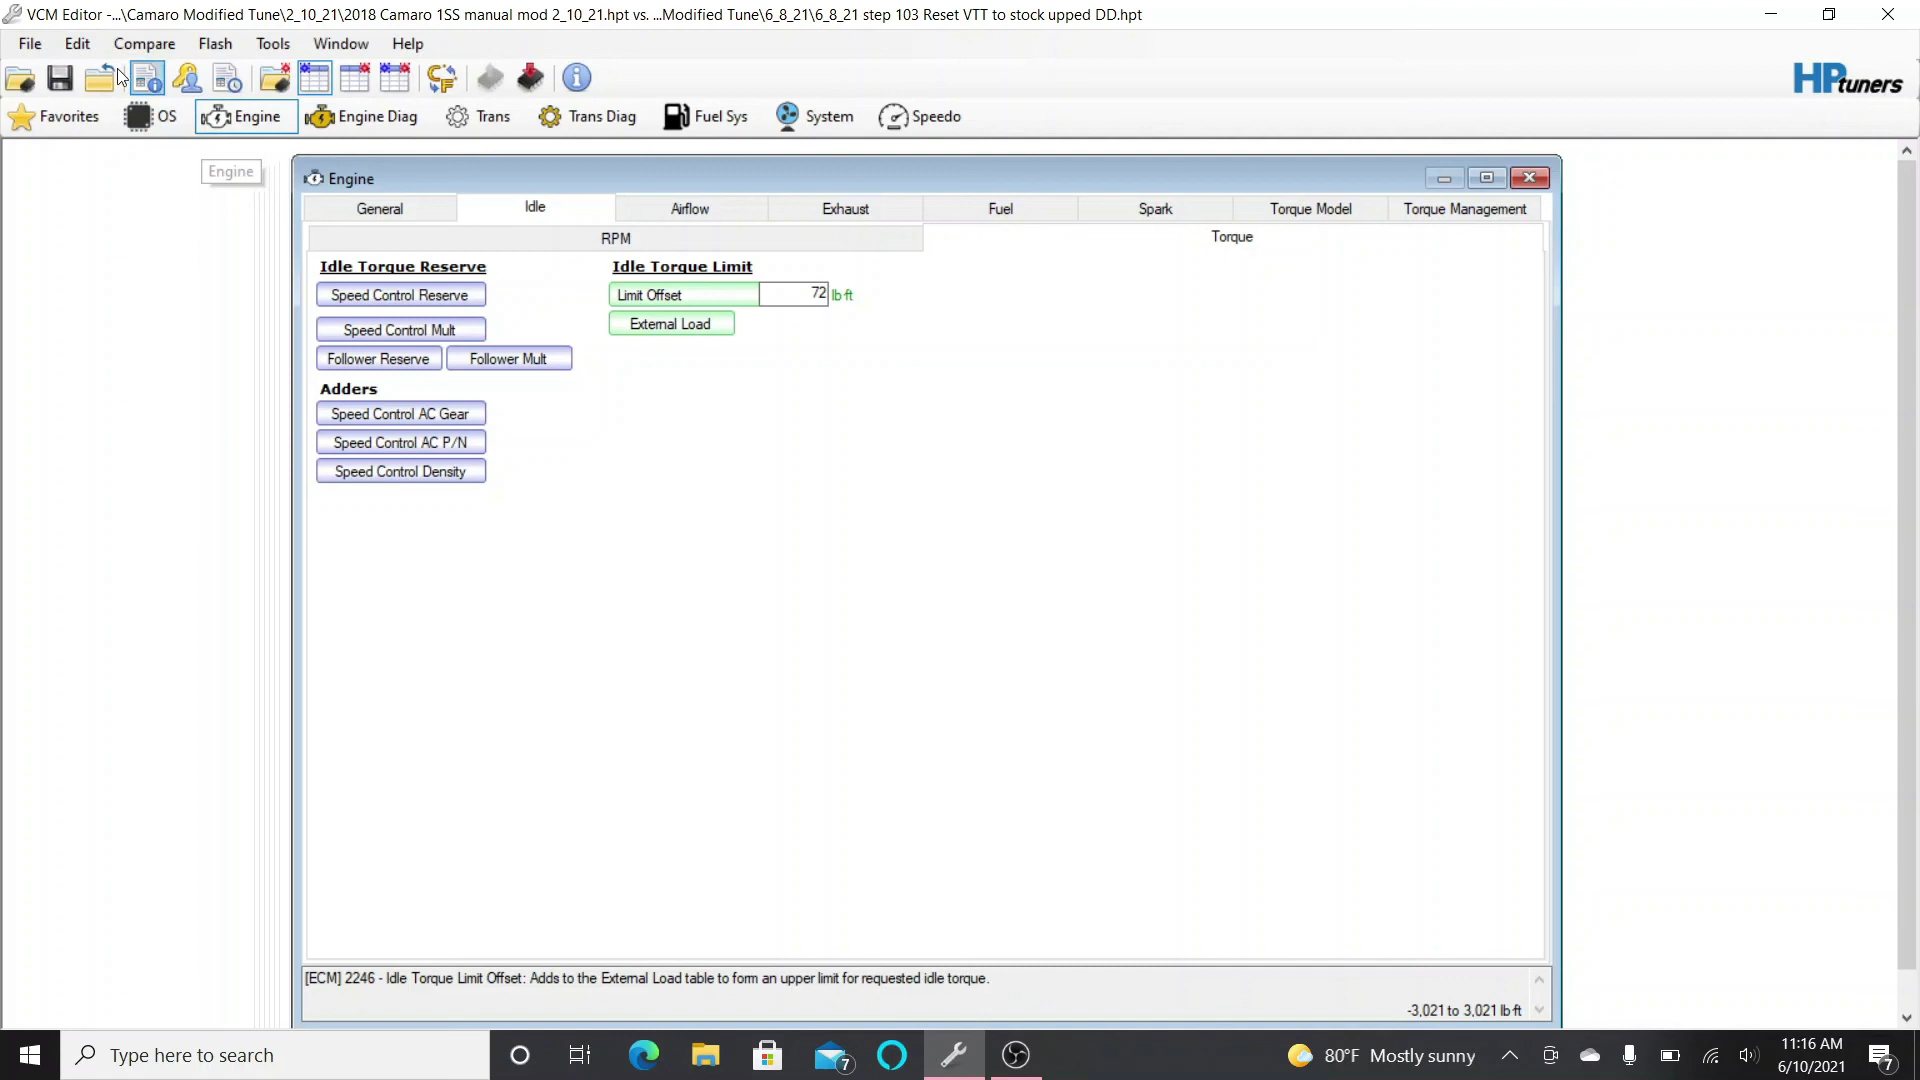 VCM Editor -...\Camaro Modified Tune\2_10_21\2018 Camaro 1SS manual mod 2_10_21.hpt vs. ...Modified Tune\6_8_21\6_8_21 step 103 Reset VTT to stock upped DD.hpt
File Edit Compare Flash Tools Window Help
HPtuners
Favorites OS Engine Engine Diag Trans Trans Diag Fuel Sys System Speedo
Engine
Engine
General Idle Airflow Exhaust Fuel Spark Torque Model Torque Management
RPM Torque
Idle Torque Reserve Idle Torque Limit
Speed Control Reserve Limit Offset 72 lb ft
Speed Control Mult External Load
Follower Reserve Follower Mult
Adders
Speed Control AC Gear
Speed Control AC P/N
Speed Control Density
[ECM] 2246 - Idle Torque Limit Offset: Adds to the External Load table to form an upper limit for requested idle torque.
-3,021 to 3,021 lb ft
Type here to search 7 80°F Mostly sunny 11:16 AM 7
6/10/2021